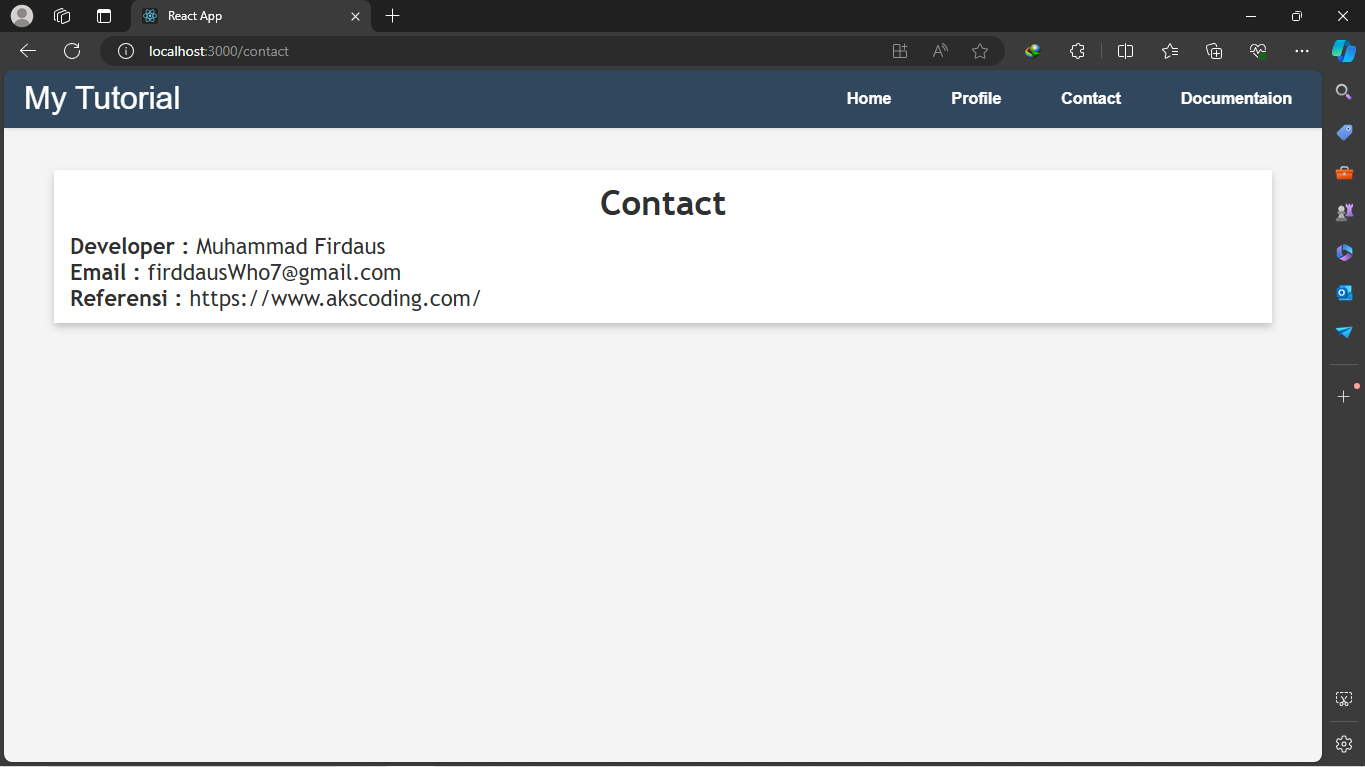 React App
localhost:3000/contact
My Tutorial
Home
Profile
Contact
Documentaion
Contact
Developer : Muhammad Firdaus
Email : firddausWho7@gmail.com
Referensi : https://www.akscoding.com/